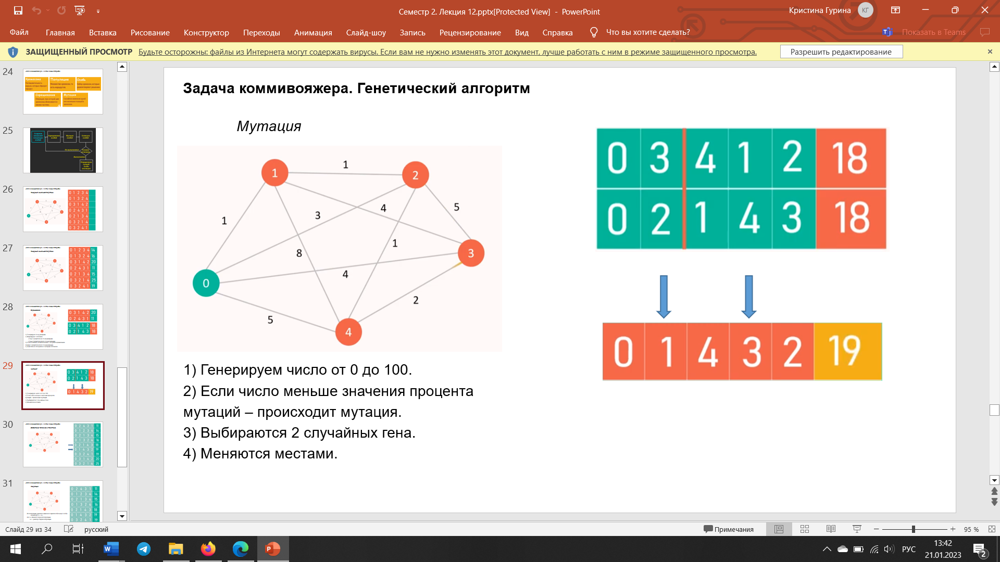 Семестр 2. Лекция 12.pptx[Protected View] - PowerPoint
Кристина Гурина
КГ
Файл Главная Вставка Рисование Конструктор Переходы Анимация Слайд-шоу Запись Рецензирование Вид Справка Что вы хотите сделать?
Показать в Teams
ЗАЩИЩЕННЫЙ ПРОСМОТР Будьте осторожны: файлы из Интернета могут содержать вирусы. Если вам не нужно изменять этот документ, лучше работать с ним в режиме защищенного просмотра.
Разрешить редактирование
24
25
26
27
28
29
30
31
Задача коммивояжера. Генетический алгоритм
Мутация
1
2
3
0
4
1
1
5
4
3
8
1
4
2
5
0 3 4 1 2 18
0 2 1 4 3 18
0 1 4 3 2 19
1) Генерируем число от 0 до 100.
2) Если число меньше значения процента
мутаций – происходит мутация.
3) Выбираются 2 случайных гена.
4) Меняются местами.
Слайд 29 из 34
русский
Примечания
95 %
РУС
13:42
21.01.2023
2